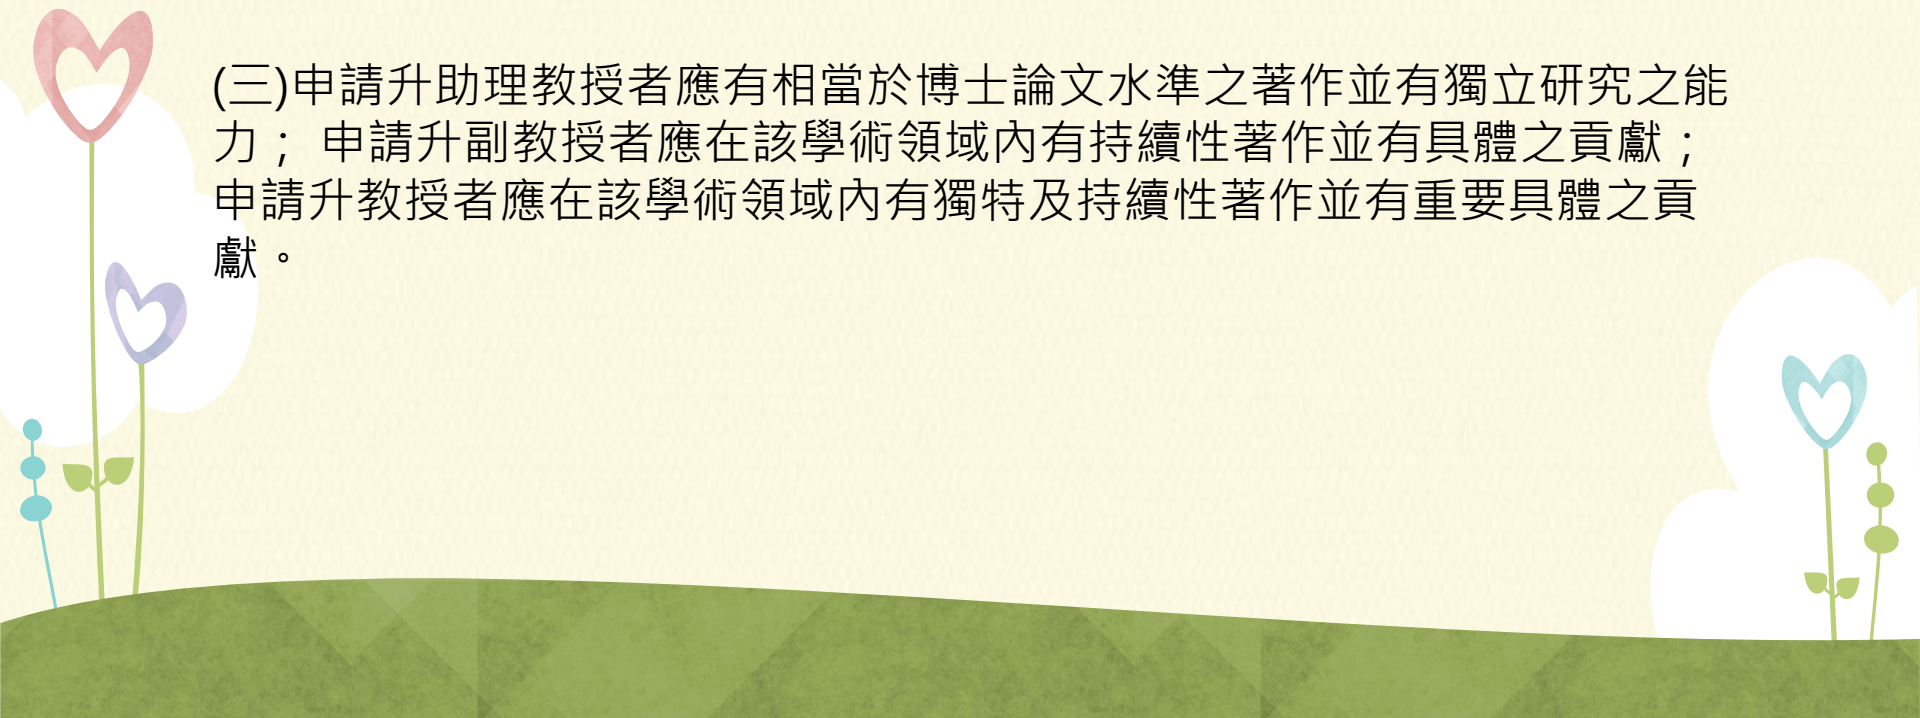 (三)申請升助理教授者應有相當於博士論文水準之著作並有獨立研究之能
力； 申請升副教授者應在該學術領域內有持續性著作並有具體之貢獻；
申請升教授者應在該學術領域內有獨特及持續性著作並有重要具體之貢
獻。